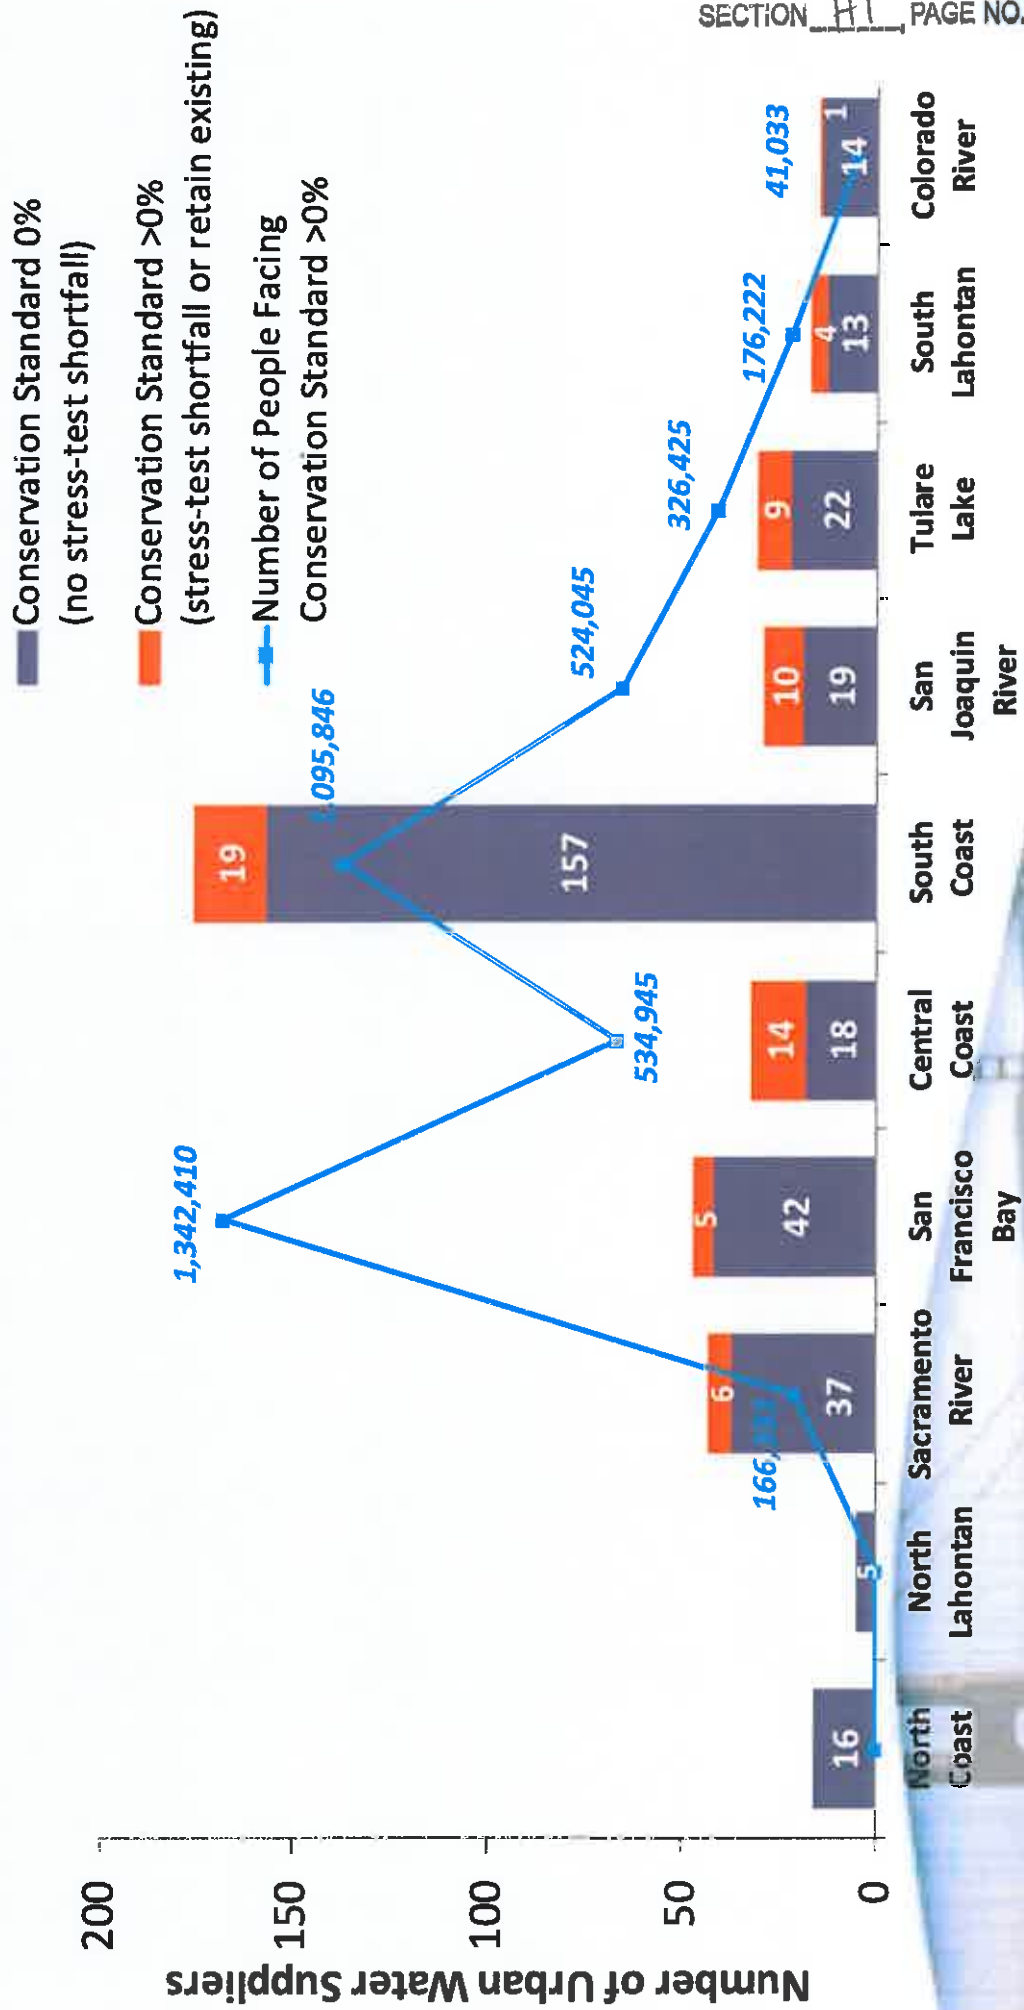 SECTION H1 PAGE NO.
Conservation Standard 0%
(no stress-test shortfall)
Conservation Standard >0%
(stress-test shortfall or retain existing)
Number of People Facing
Conservation Standard >0%
Number of Urban Water Suppliers
200
150
100
50
0
16
5
6
37
166,
1,342,410
5
42
534,945
14
18
095,846
19
157
524,045
10
19
326,425
9
22
176,222
4
13
41,033
1
14
North
Coast
North
Lahontan
Sacramento
River
San
Francisco
Bay
Central
Coast
South
Coast
San
Joaquin
River
Tulare
Lake
South
Lahontan
Colorado
River